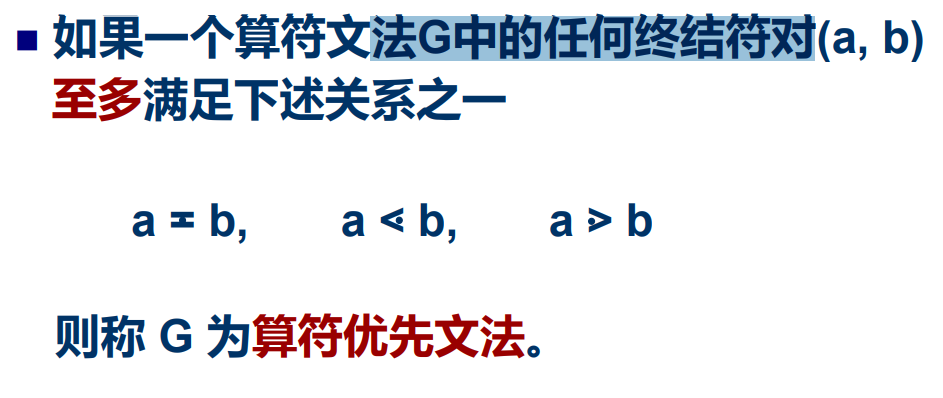 ■ 如果一个算符文法G中的任何终结符对(a, b)
至多满足下述关系之一
a ≖ b, a ⋖ b, a ⋗ b
则称 G 为算符优先文法。